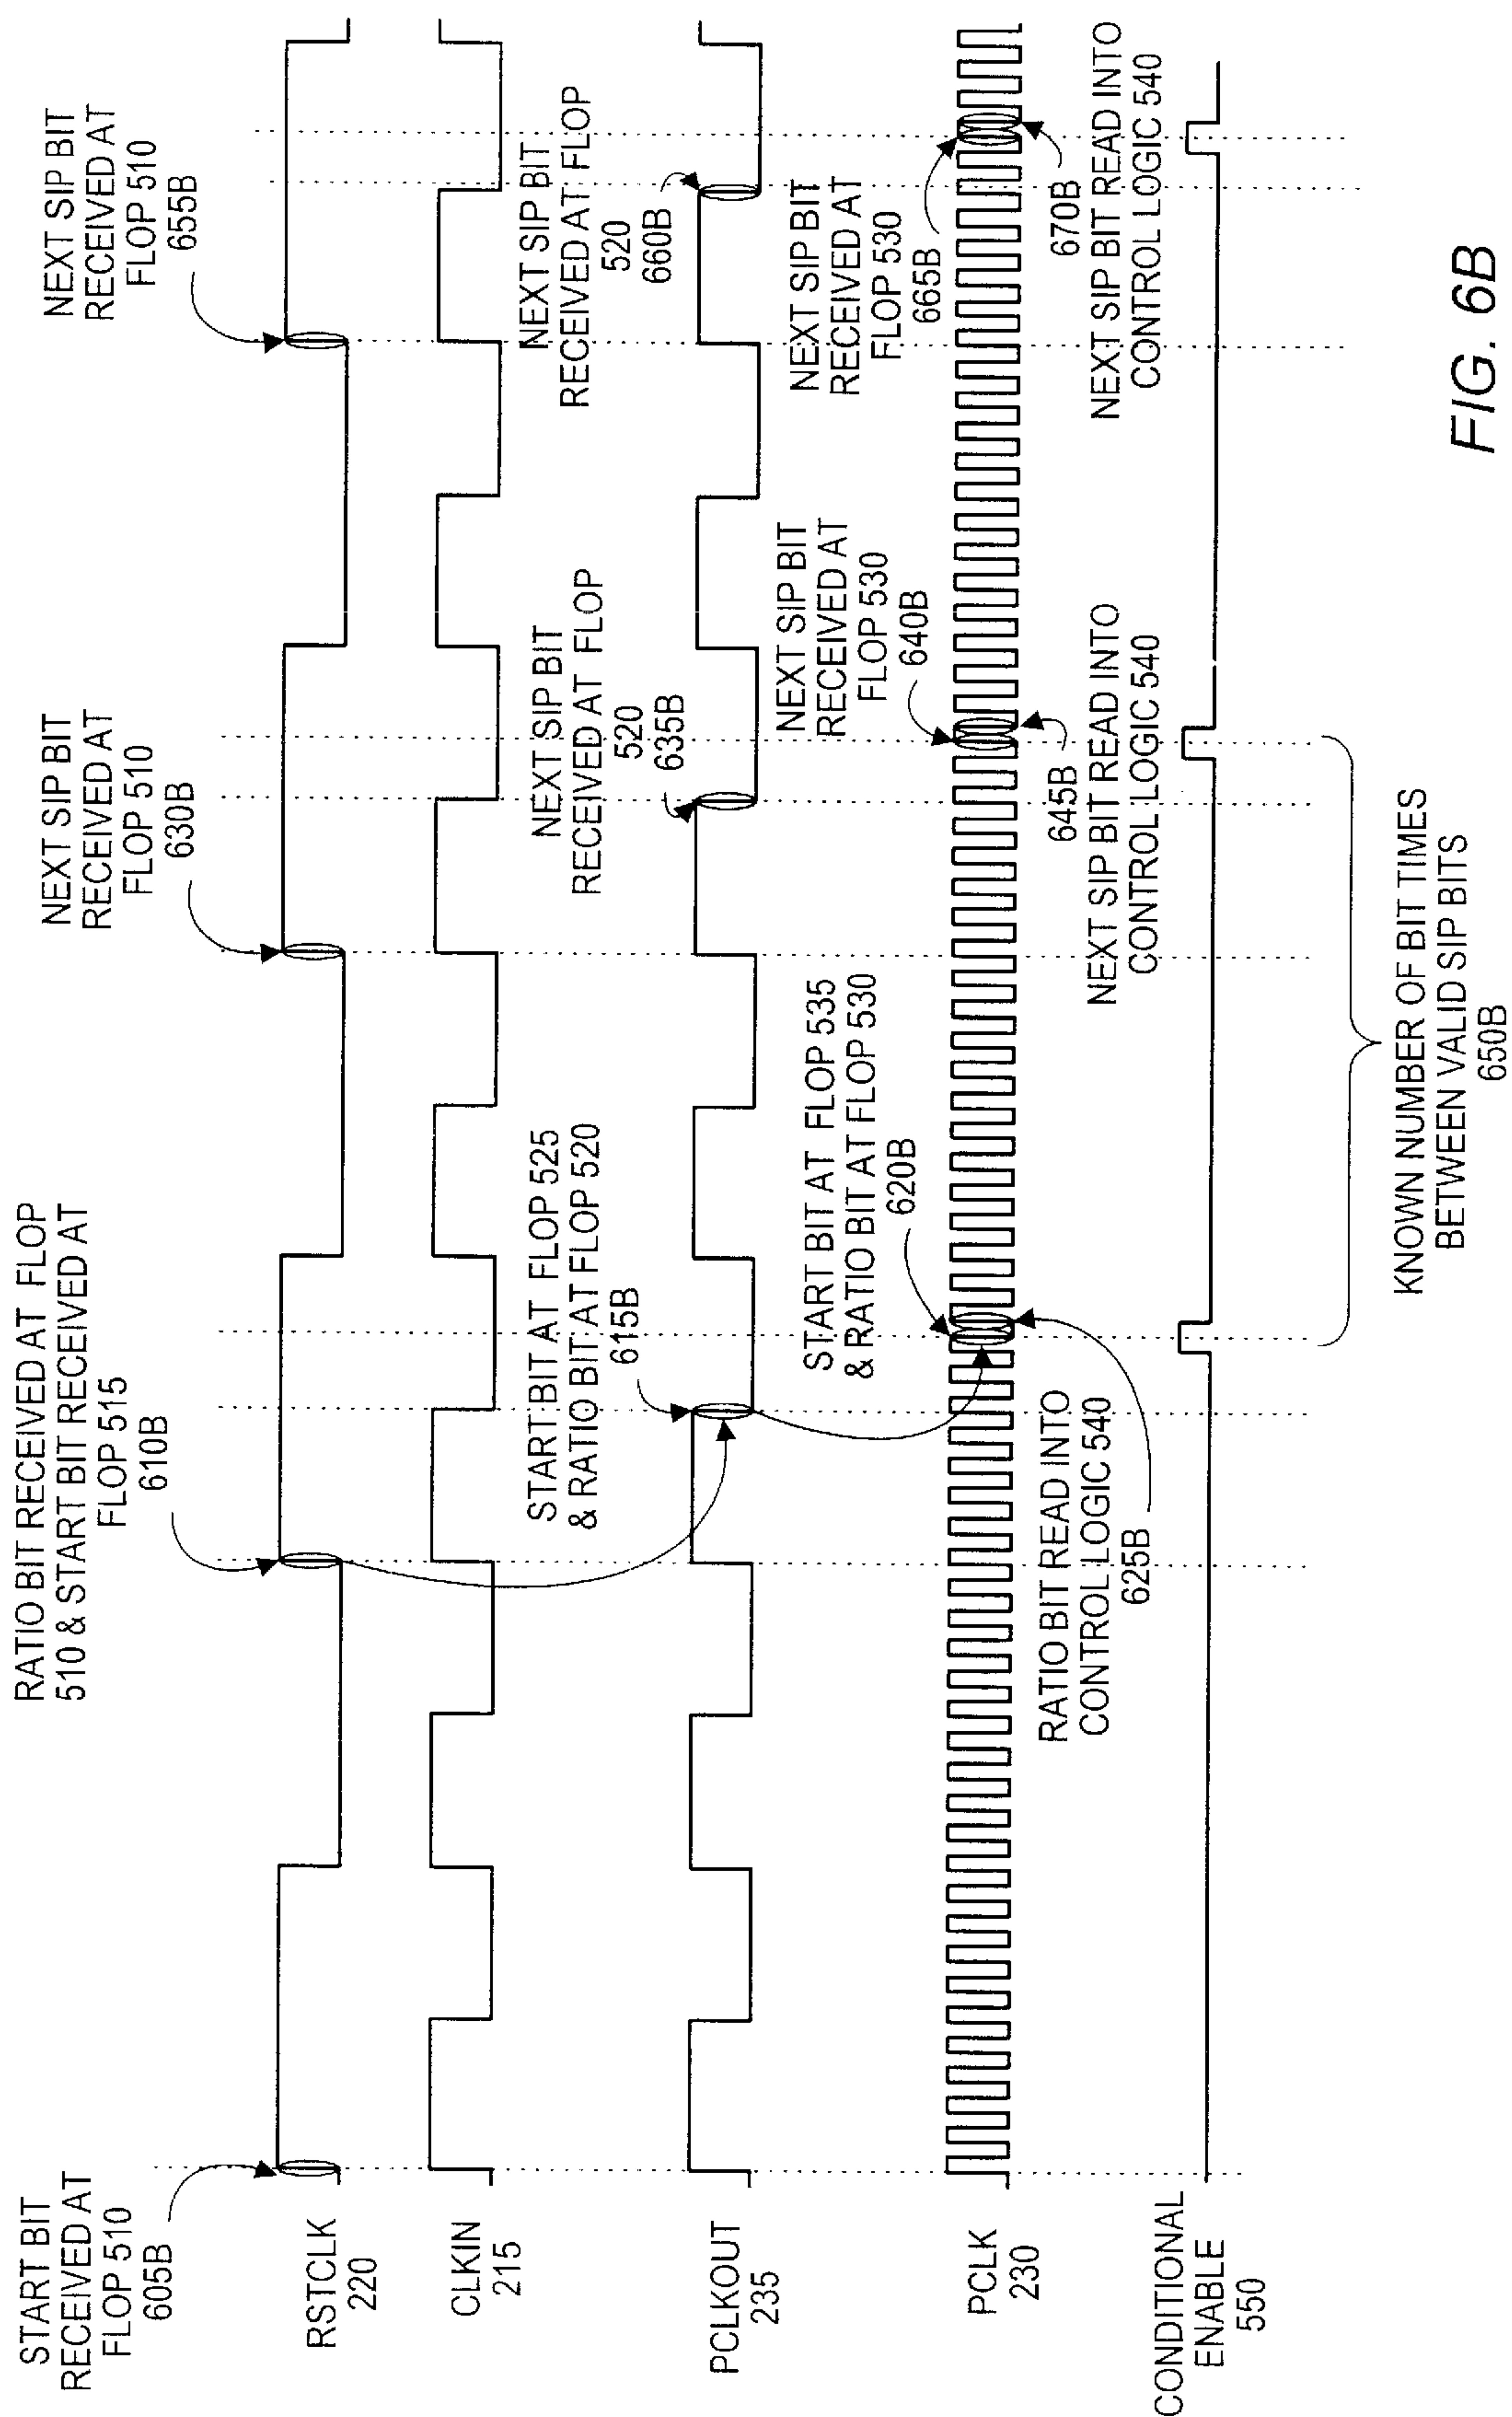 START BIT
RECEIVED AT
FLOP 510
605B
RATIO BIT RECEIVED AT FLOP
510 & START BIT RECEIVED AT
FLOP 515
610B
NEXT SIP BIT
RECEIVED AT
FLOP 510
630B
NEXT SIP BIT
RECEIVED AT
FLOP 510
655B
RSTCLK
220
CLKIN
215
START BIT AT FLOP 525
& RATIO BIT AT FLOP 520
615B
NEXT SIP BIT
RECEIVED AT FLOP
520
635B
NEXT SIP BIT
RECEIVED AT FLOP
520
660B
PCLKOUT
235
START BIT AT FLOP 535
& RATIO BIT AT FLOP 530
620B
NEXT SIP BIT
RECEIVED AT
FLOP 530
640B
NEXT SIP BIT
RECEIVED AT
FLOP 530
665B
PCLK
230
RATIO BIT READ INTO
CONTROL LOGIC 540
625B
645B
NEXT SIP BIT READ INTO
CONTROL LOGIC 540
670B
NEXT SIP BIT READ INTO
CONTROL LOGIC 540
CONDITIONAL
ENABLE
550
KNOWN NUMBER OF BIT TIMES
BETWEEN VALID SIP BITS
650B
FIG. 6B